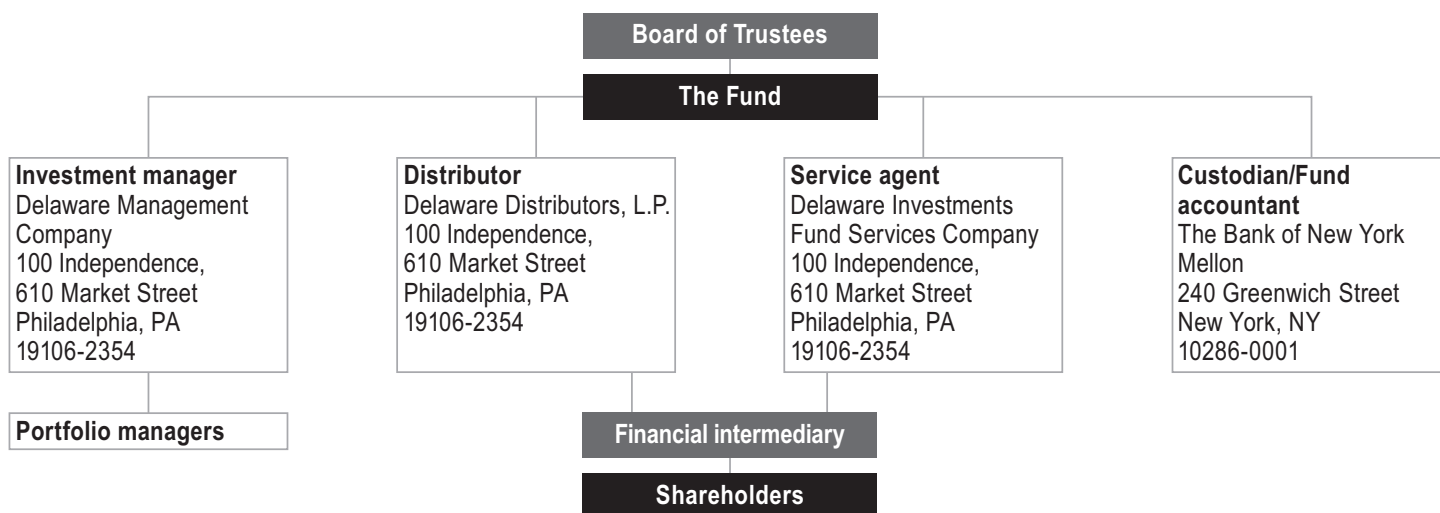 Board of Trustees
The Fund
Investment manager
Delaware Management
Company
100 Independence,
610 Market Street
Philadelphia, PA
19106-2354
Distributor
Delaware Distributors, L.P.
100 Independence,
610 Market Street
Philadelphia, PA
19106-2354
Service agent
Delaware Investments
Fund Services Company
100 Independence,
610 Market Street
Philadelphia, PA
19106-2354
Custodian/Fund
accountant
The Bank of New York
Mellon
240 Greenwich Street
New York, NY
10286-0001
Portfolio managers
Financial intermediary
Shareholders